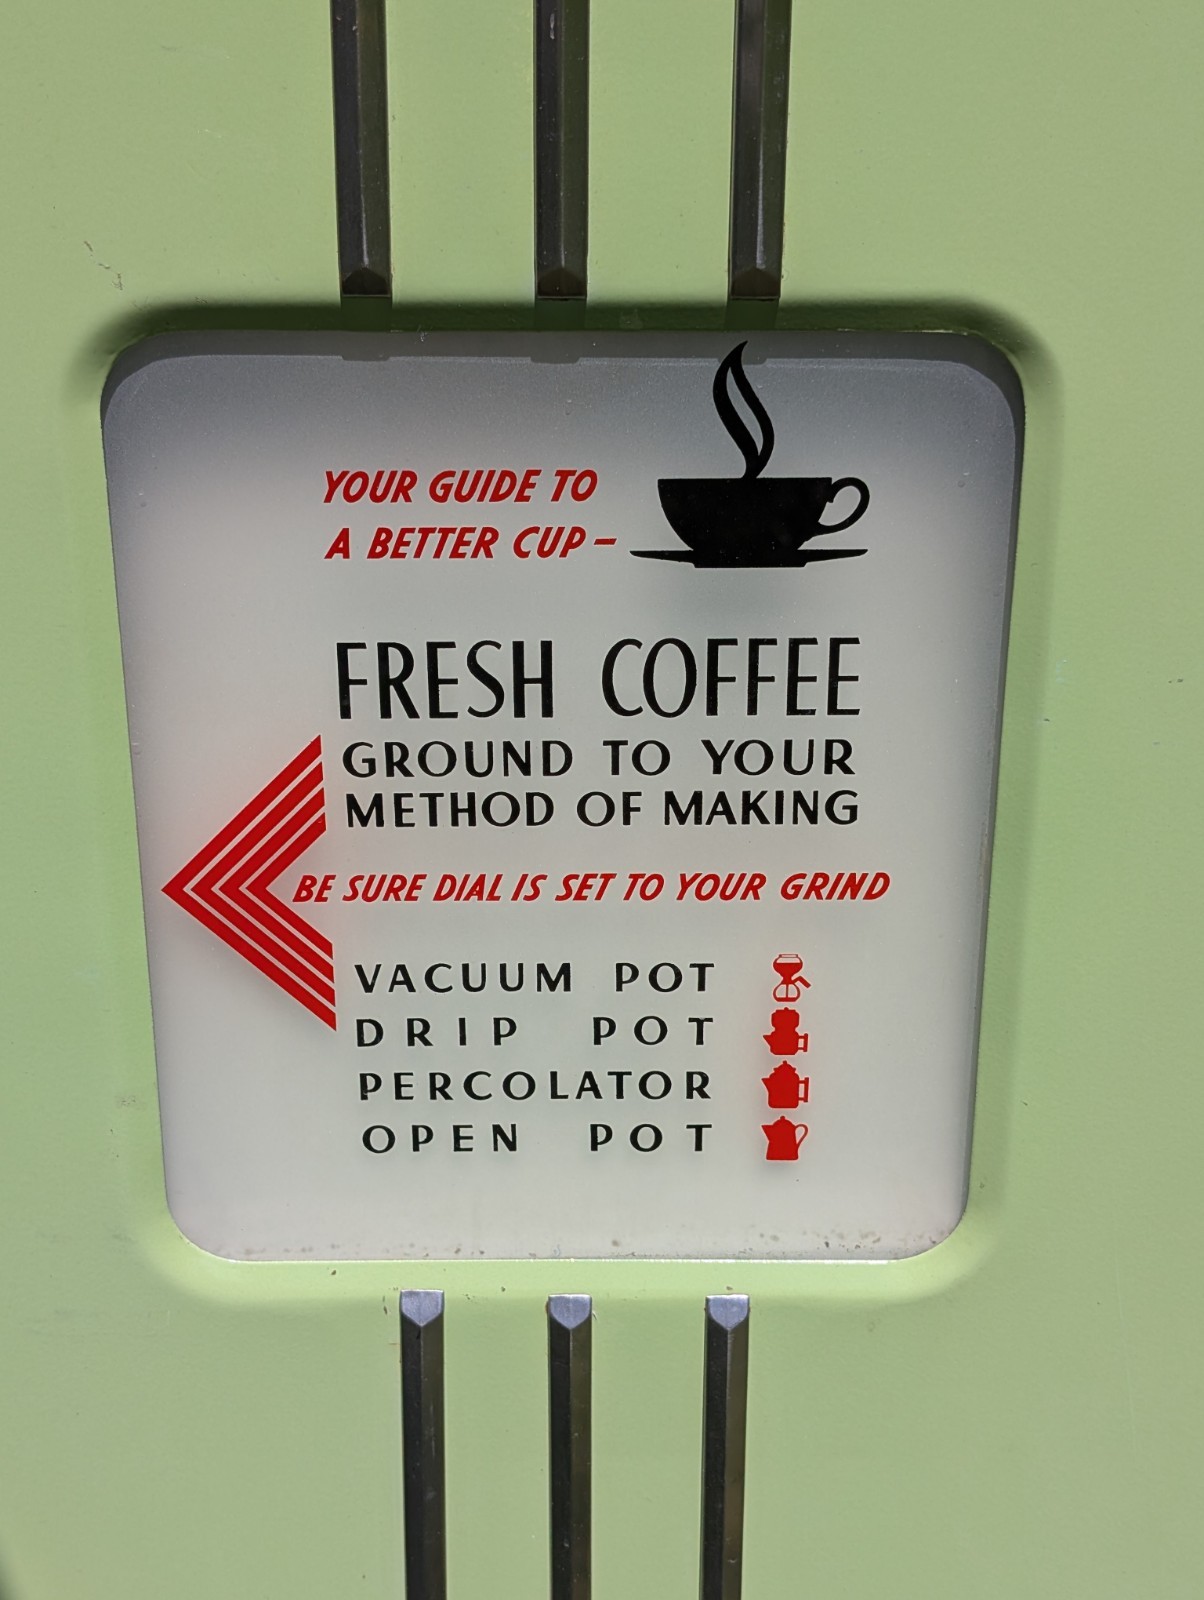 YOUR GUIDE TO
A BETTER CUP –
FRESH COFFEE
GROUND TO YOUR
METHOD OF MAKING
BE SURE DIAL IS SET TO YOUR GRIND
VACUUM POT
DRIP POT
PERCOLATOR
OPEN POT